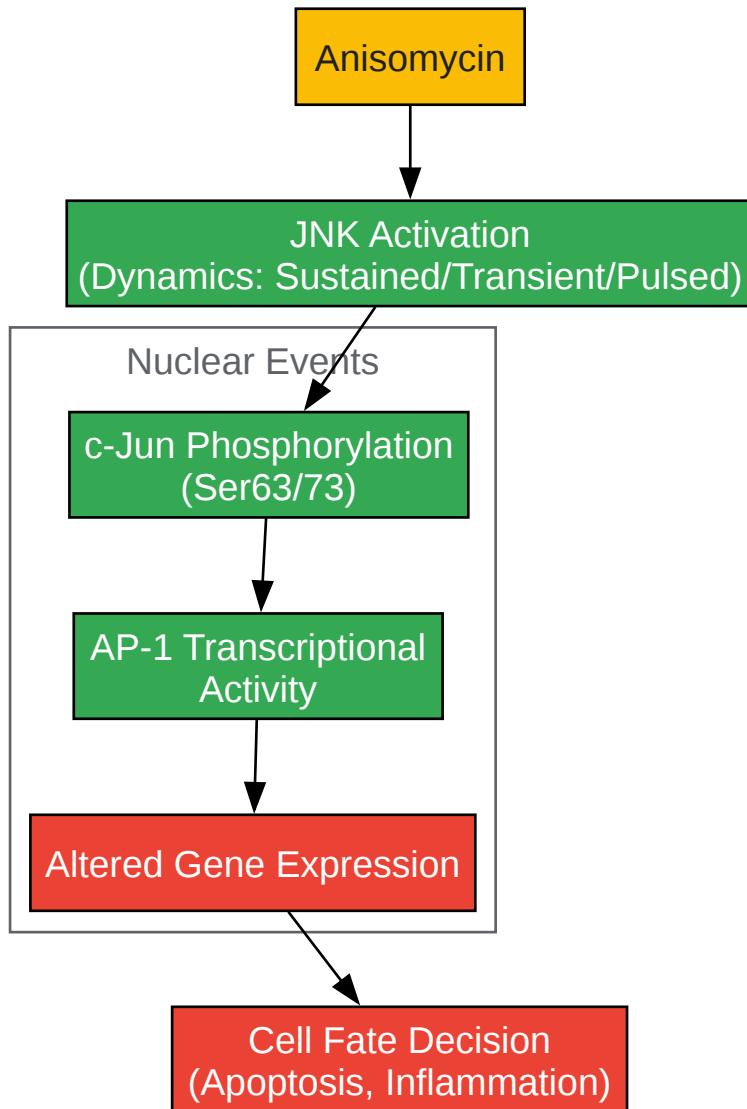 Anisomycin
JNK Activation
(Dynamics: Sustained/Transient/Pulsed)
Nuclear Events
c-Jun Phosphorylation
(Ser63/73)
AP-1 Transcriptional
Activity
Altered Gene Expression
Cell Fate Decision
(Apoptosis, Inflammation)